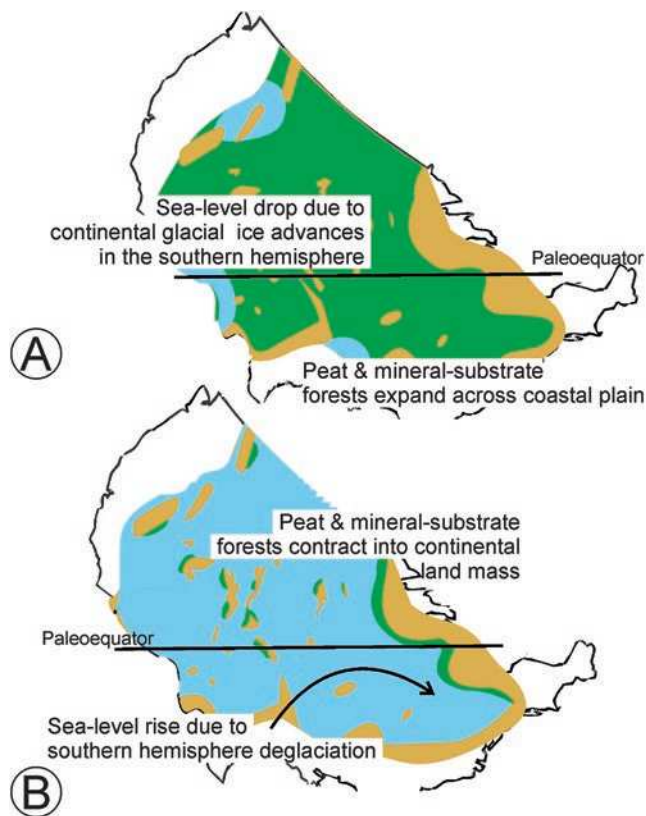 Sea-level drop due to
continental glacial ice advances
in the southern hemisphere
Paleoequator
A
Peat & mineral-substrate
forests expand across coastal plain
Peat & mineral-substrate
forests contract into continental
land mass
Paleoequator
Sea-level rise due to
southern hemisphere deglaciation
B